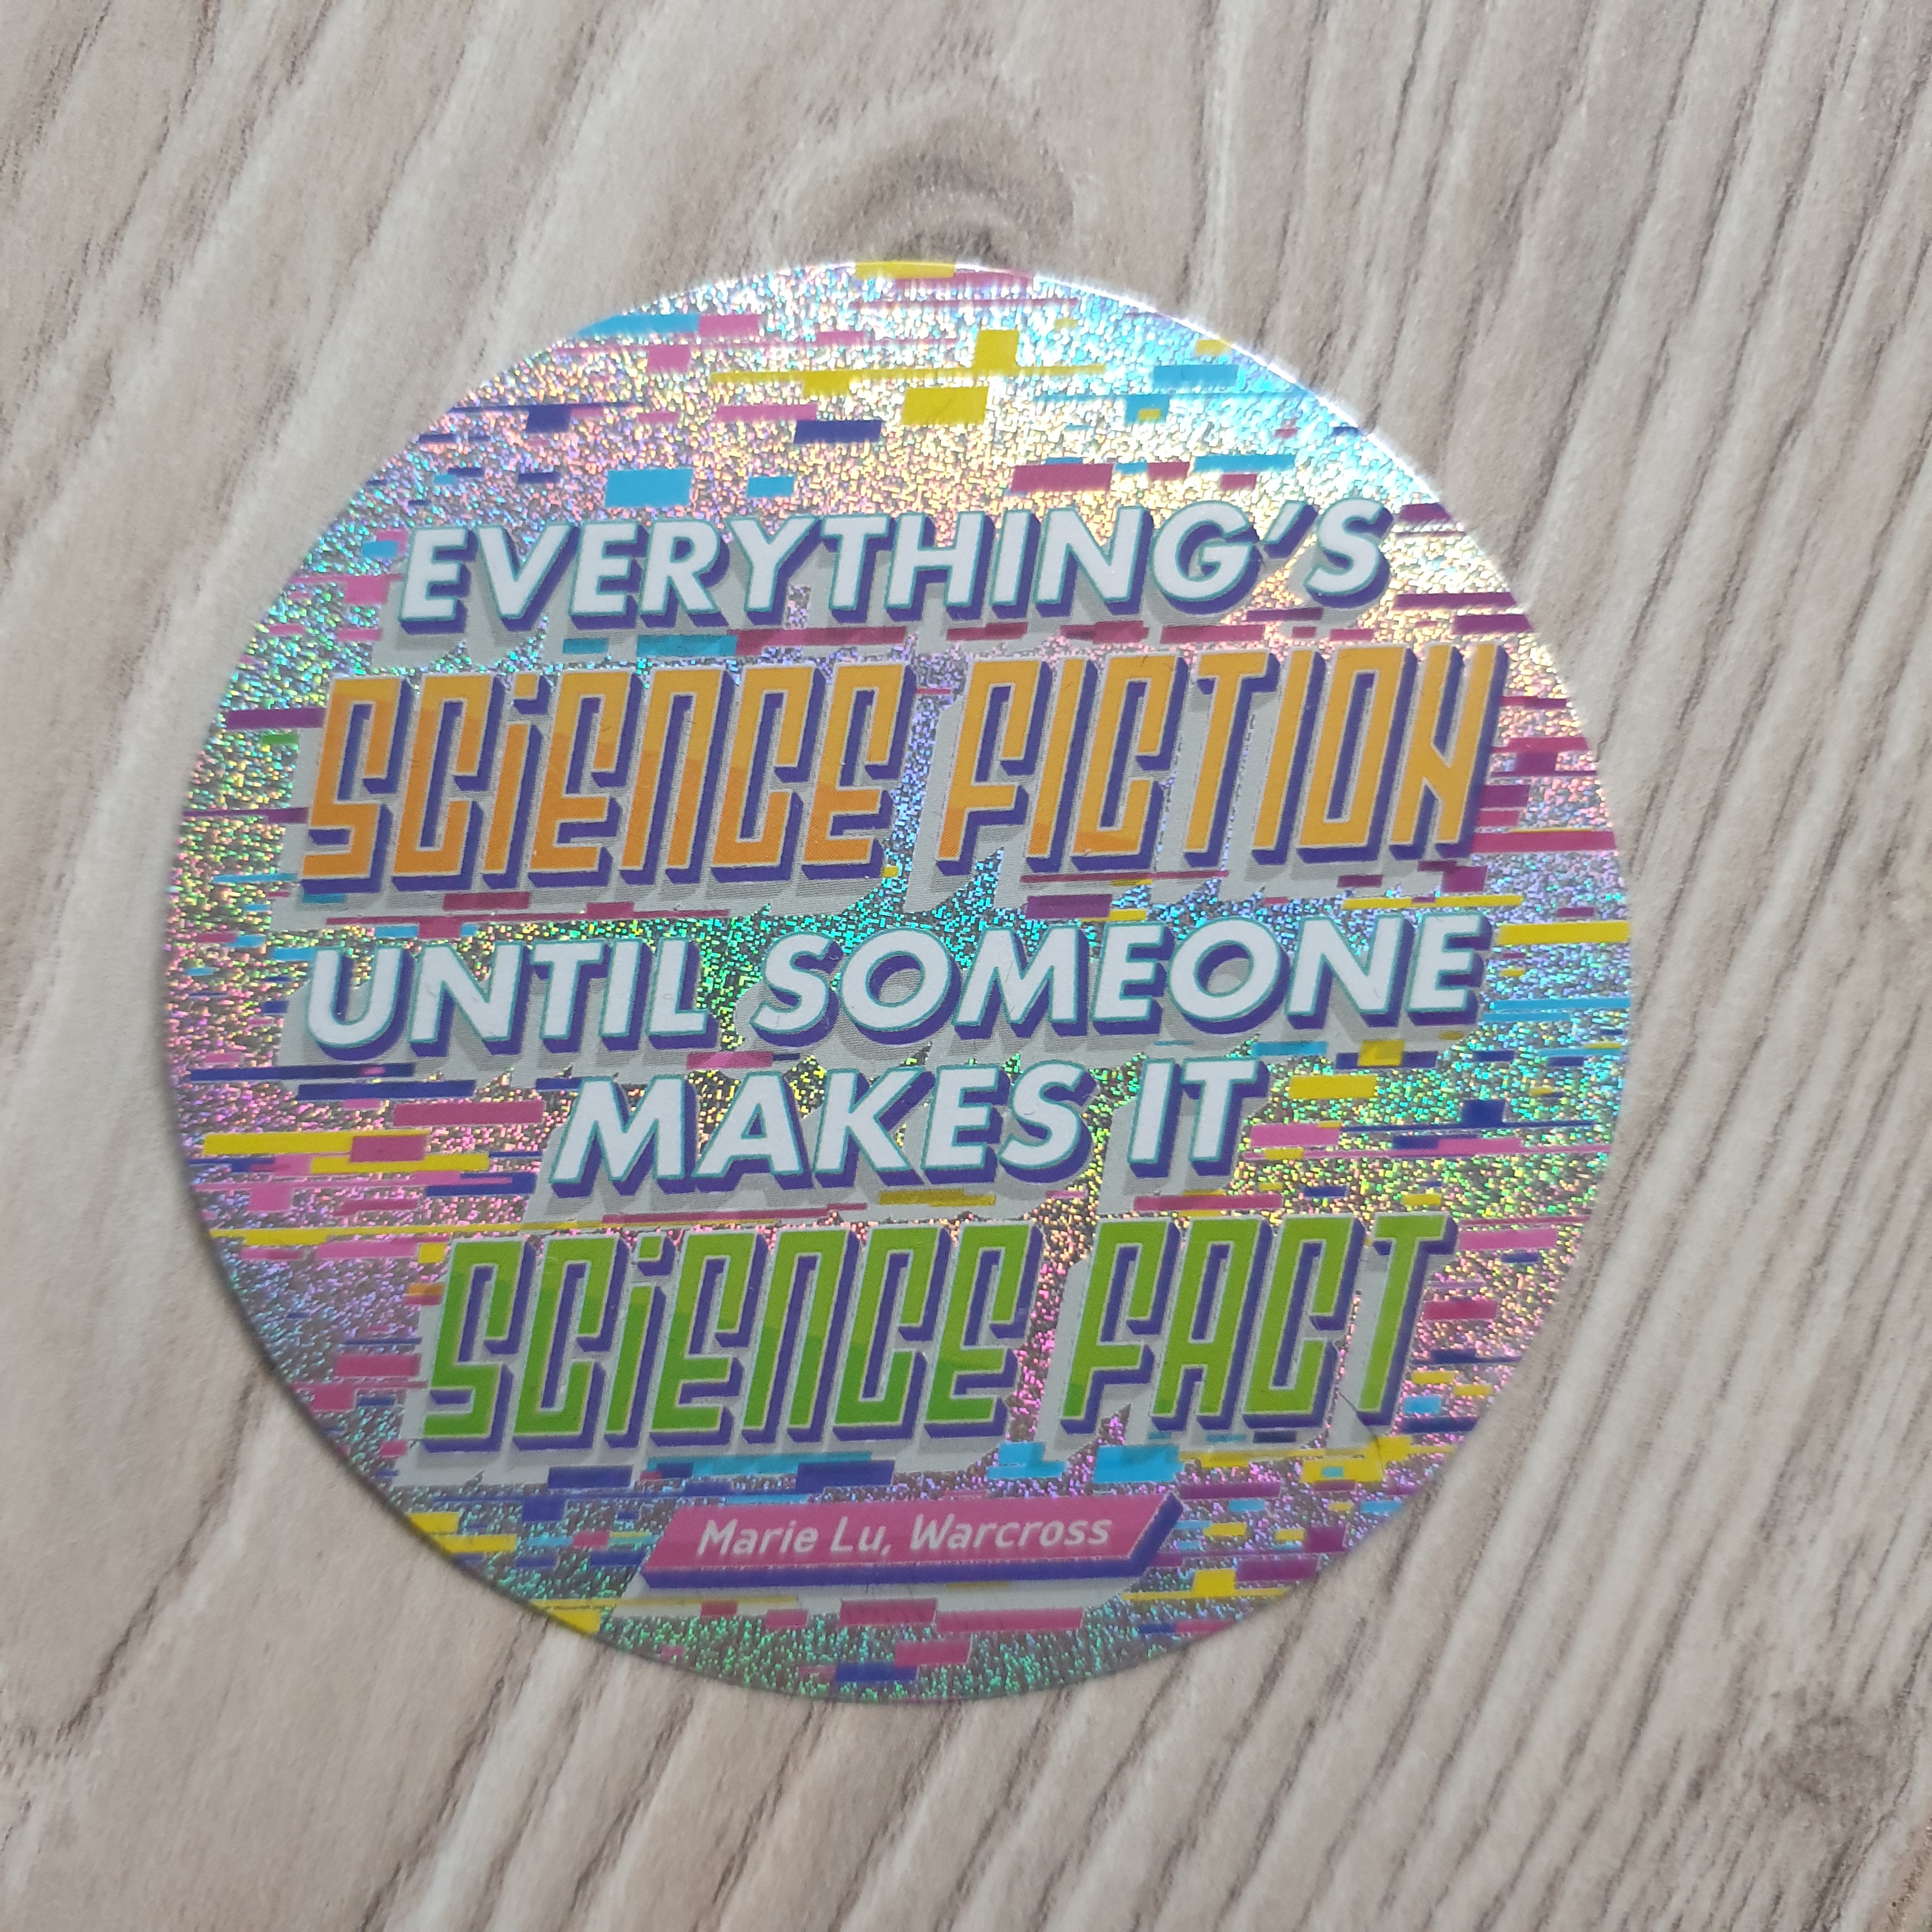 EVERYTHING'S
SCiENCE FICTION
UNTIL SOMEONE
MAKES IT
SCiENCE FACT
Marie Lu, Warcross